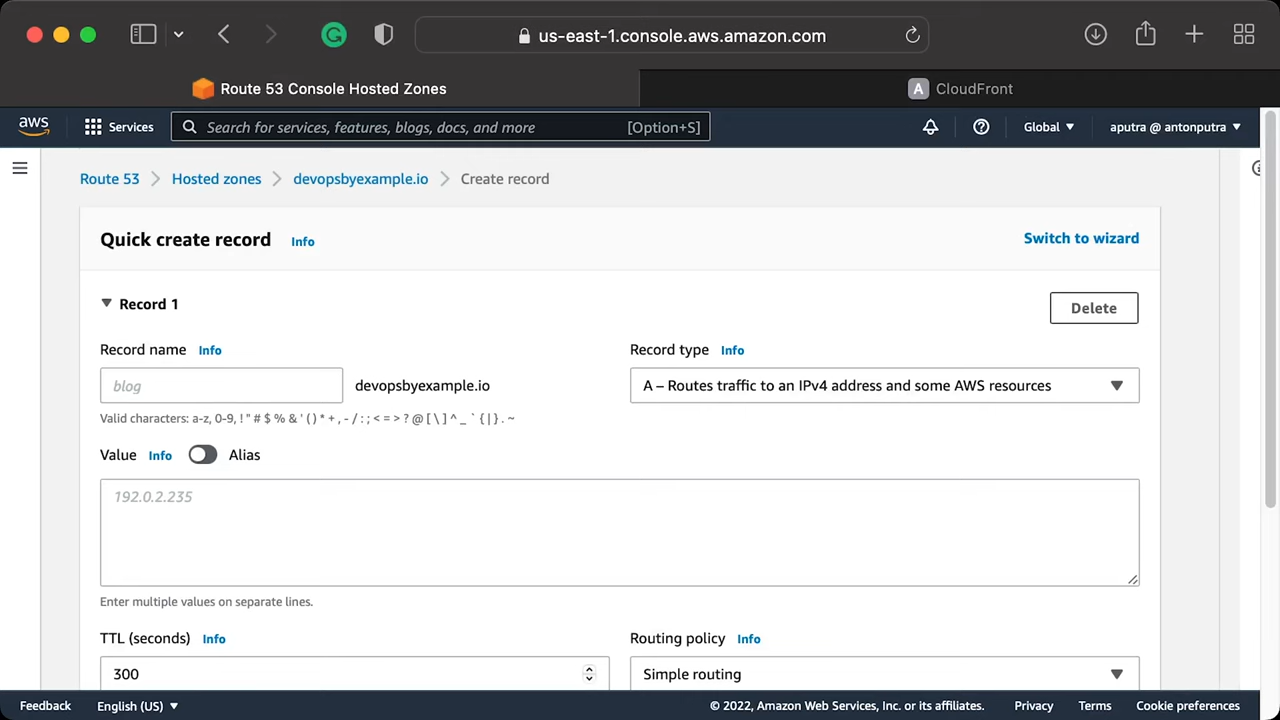 us-east-1.console.aws.amazon.com
Route 53 Console Hosted Zones
A CloudFront
aws Services Search for services, features, blogs, docs, and more [Option+S] Global aputra @ antonputra
Route 53 Hosted zones devopsbyexample.io Create record
Quick create record Info Switch to wizard
Record 1 Delete
Record name Info Record type Info
blog devopsbyexample.io A – Routes traffic to an IPv4 address and some AWS resources
Valid characters: a-z, 0-9, ! " # $ % & ' ( ) * + , - / : ; < = > ? @ [ \ ] ^ _ ` { | } . ~
Value Info Alias
192.0.2.235
Enter multiple values on separate lines.
TTL (seconds) Info Routing policy Info
300 Simple routing
Feedback English (US) © 2022, Amazon Web Services, Inc. or its affiliates. Privacy Terms Cookie preferences